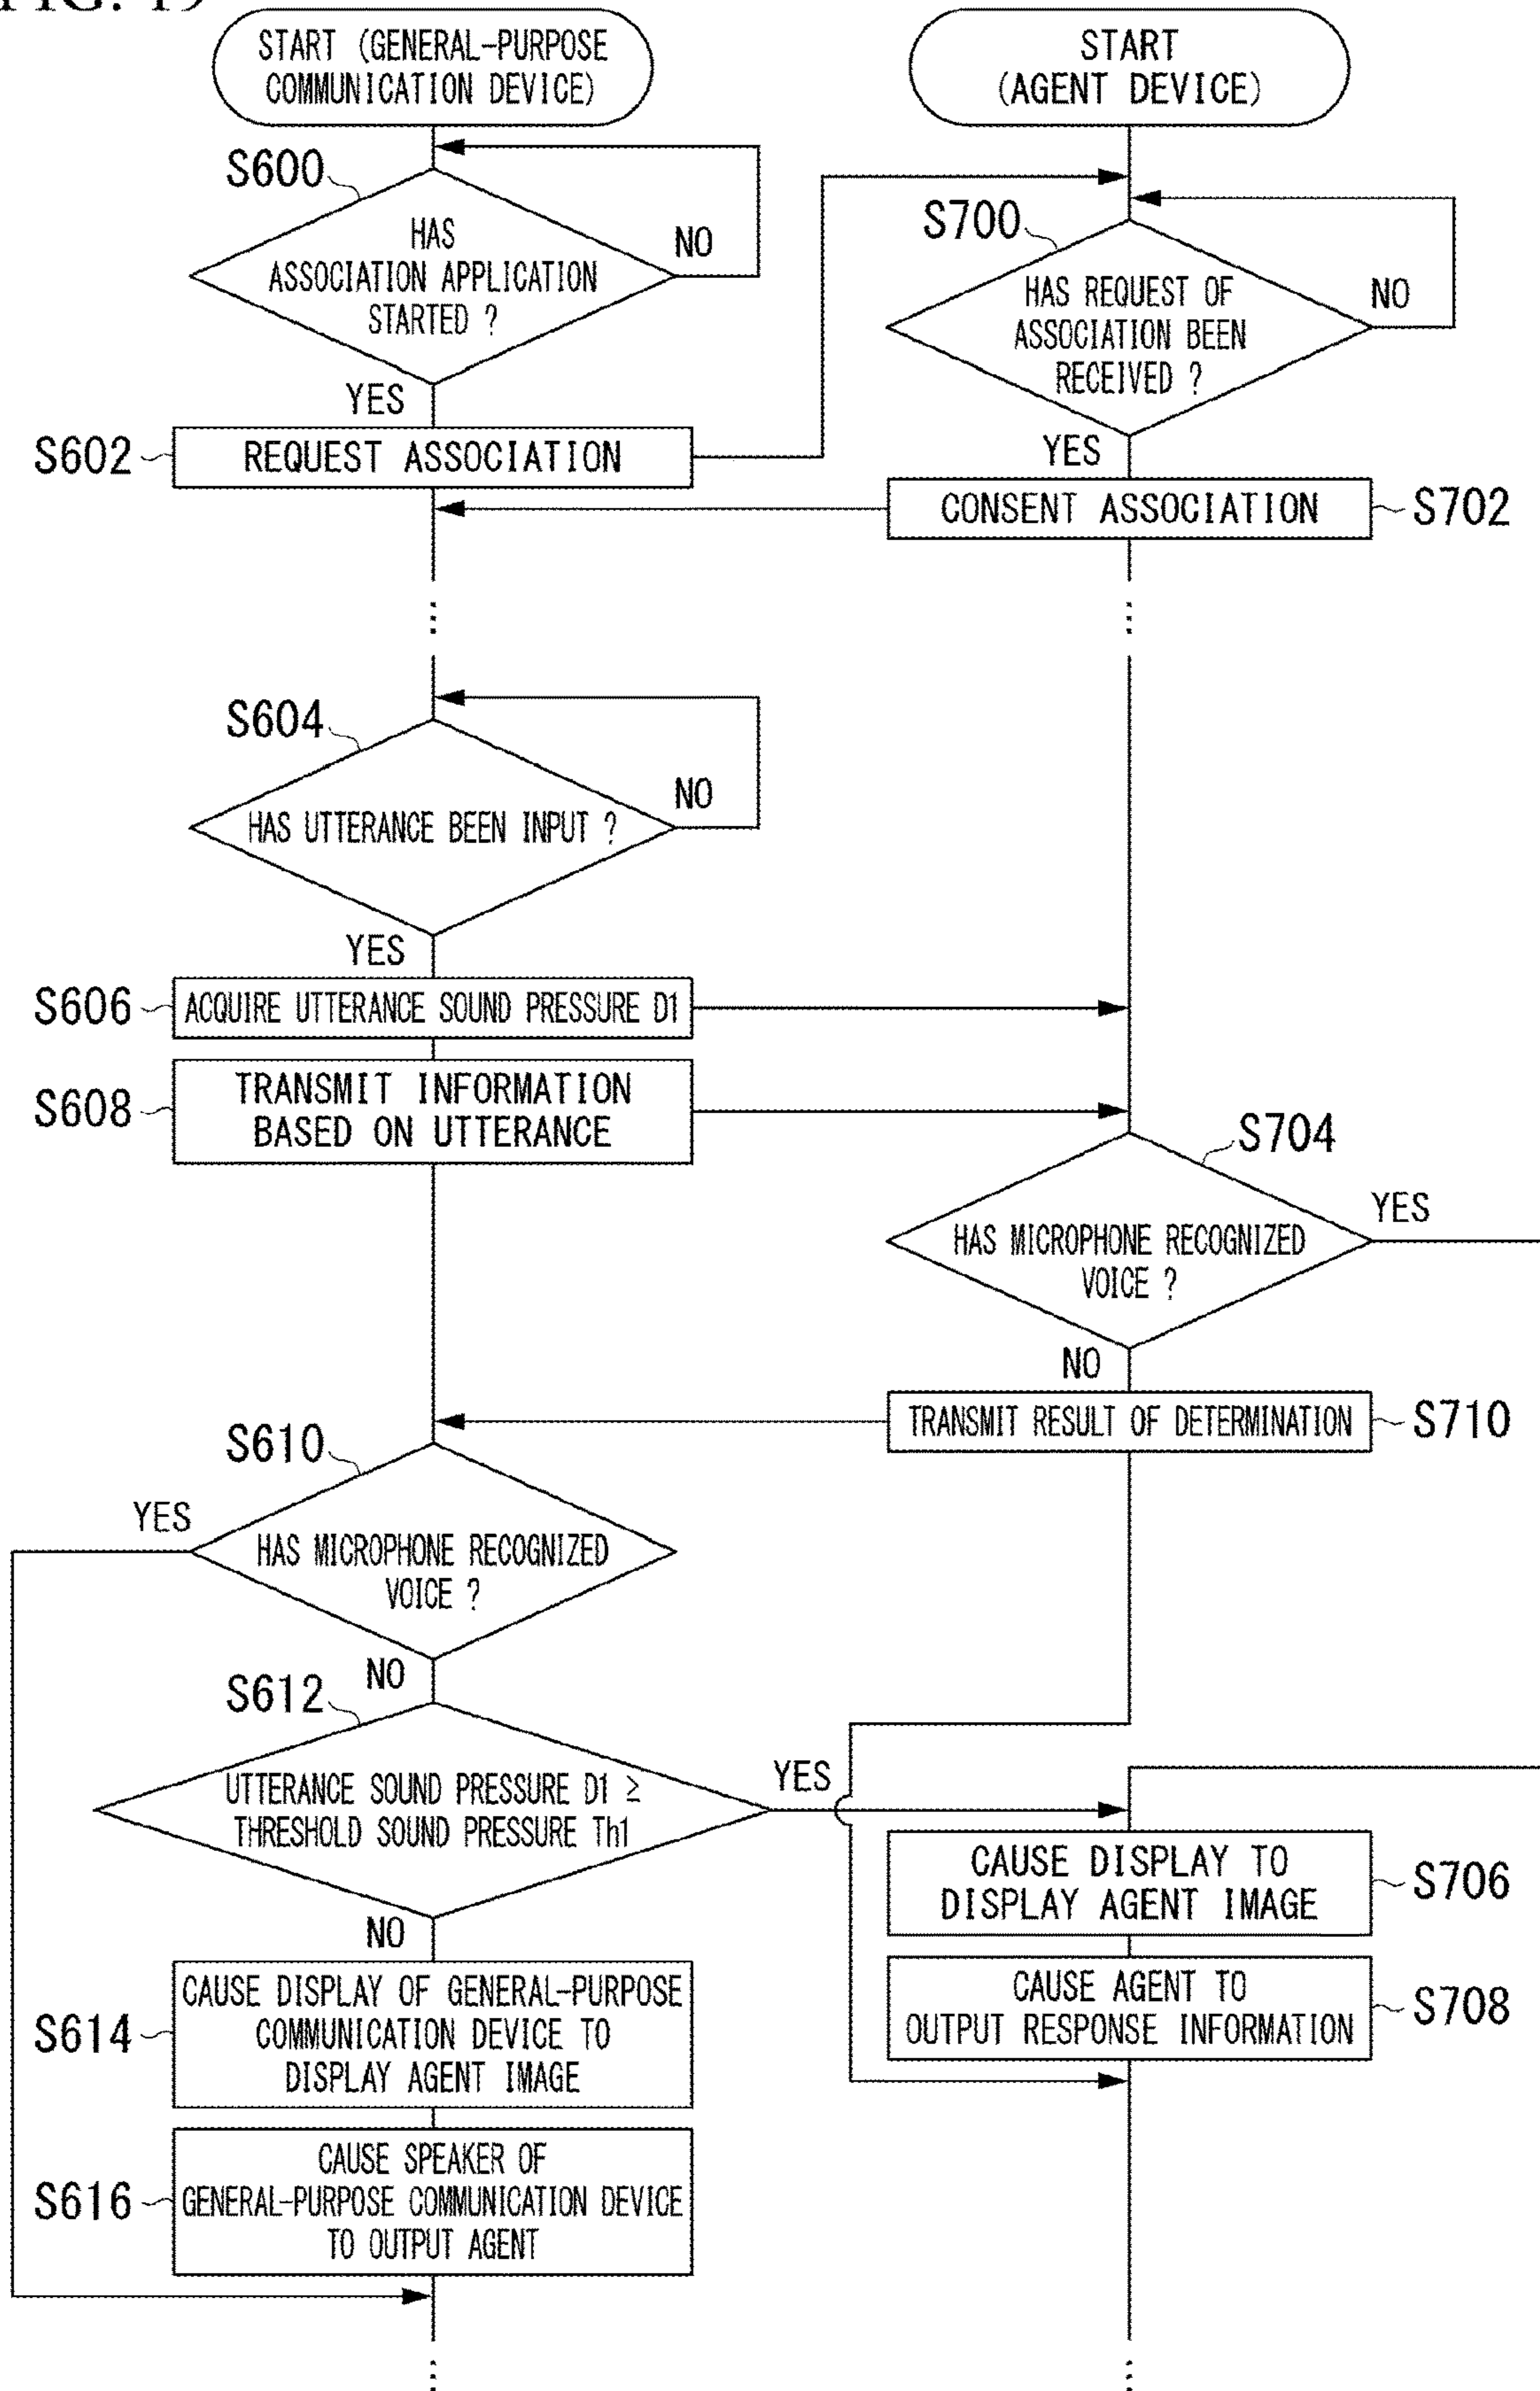 START (GENERAL-PURPOSE
COMMUNICATION DEVICE)
S600
HAS
ASSOCIATION APPLICATION
STARTED ?
NO
YES
S602
REQUEST ASSOCIATION
START
(AGENT DEVICE)
S700
HAS REQUEST OF
ASSOCIATION BEEN
RECEIVED ?
NO
YES
CONSENT ASSOCIATION
S702
S604
HAS UTTERANCE BEEN INPUT ?
NO
YES
S606
ACQUIRE UTTERANCE SOUND PRESSURE D1
S608
TRANSMIT INFORMATION
BASED ON UTTERANCE
S704
HAS MICROPHONE RECOGNIZED
VOICE ?
YES
NO
TRANSMIT RESULT OF DETERMINATION
S710
S610
YES
HAS MICROPHONE RECOGNIZED
VOICE ?
NO
S612
UTTERANCE SOUND PRESSURE D1 ≥
THRESHOLD SOUND PRESSURE Th1
YES
NO
CAUSE DISPLAY TO
DISPLAY AGENT IMAGE
S706
CAUSE AGENT TO
OUTPUT RESPONSE INFORMATION
S708
S614
CAUSE DISPLAY OF GENERAL-PURPOSE
COMMUNICATION DEVICE TO
DISPLAY AGENT IMAGE
S616
CAUSE SPEAKER OF
GENERAL-PURPOSE COMMUNICATION DEVICE
TO OUTPUT AGENT